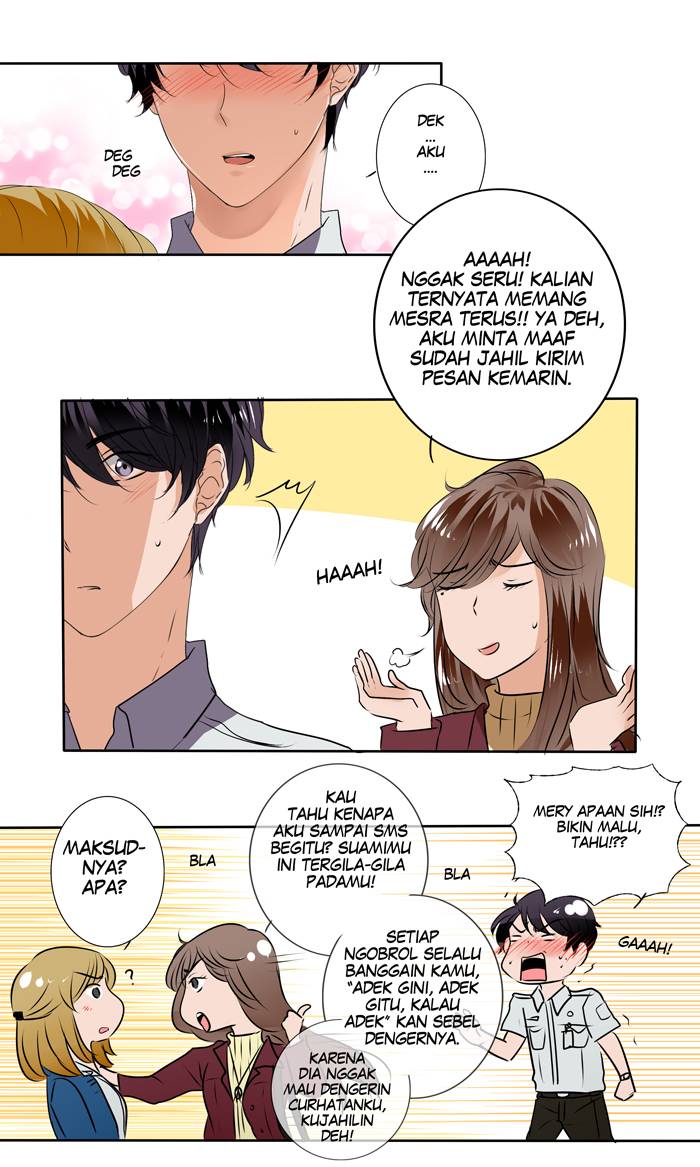 DEG
DEG
DEK
...
AKU
....
AAAAH!
NGGAK SERU! KALIAN
TERNYATA MEMANG
MESRA TERUS!! YA DEH,
AKU MINTA MAAF
SUDAH JAHIL KIRIM
PESAN KEMARIN.
HAAAH!
MAKSUD-
NYA?
APA?
?
BLA
KAU
TAHU KENAPA
AKU SAMPAI SMS
BEGITU? SUAMIMU
INI TERGILA-GILA
PADAMU!
BLA
SETIAP
NGOBROL SELALU
BANGGAIN KAMU,
"ADEK GINI, ADEK
GITU, KALAU
ADEK" KAN SEBEL
DENGERNYA.
KARENA
DIA NGGAK
MAU DENGERIN
CURHATANKU,
KUJAHILIN
DEH!
MERY APAAN SIH!?
BIKIN MALU,
TAHU!??
GAAAH!